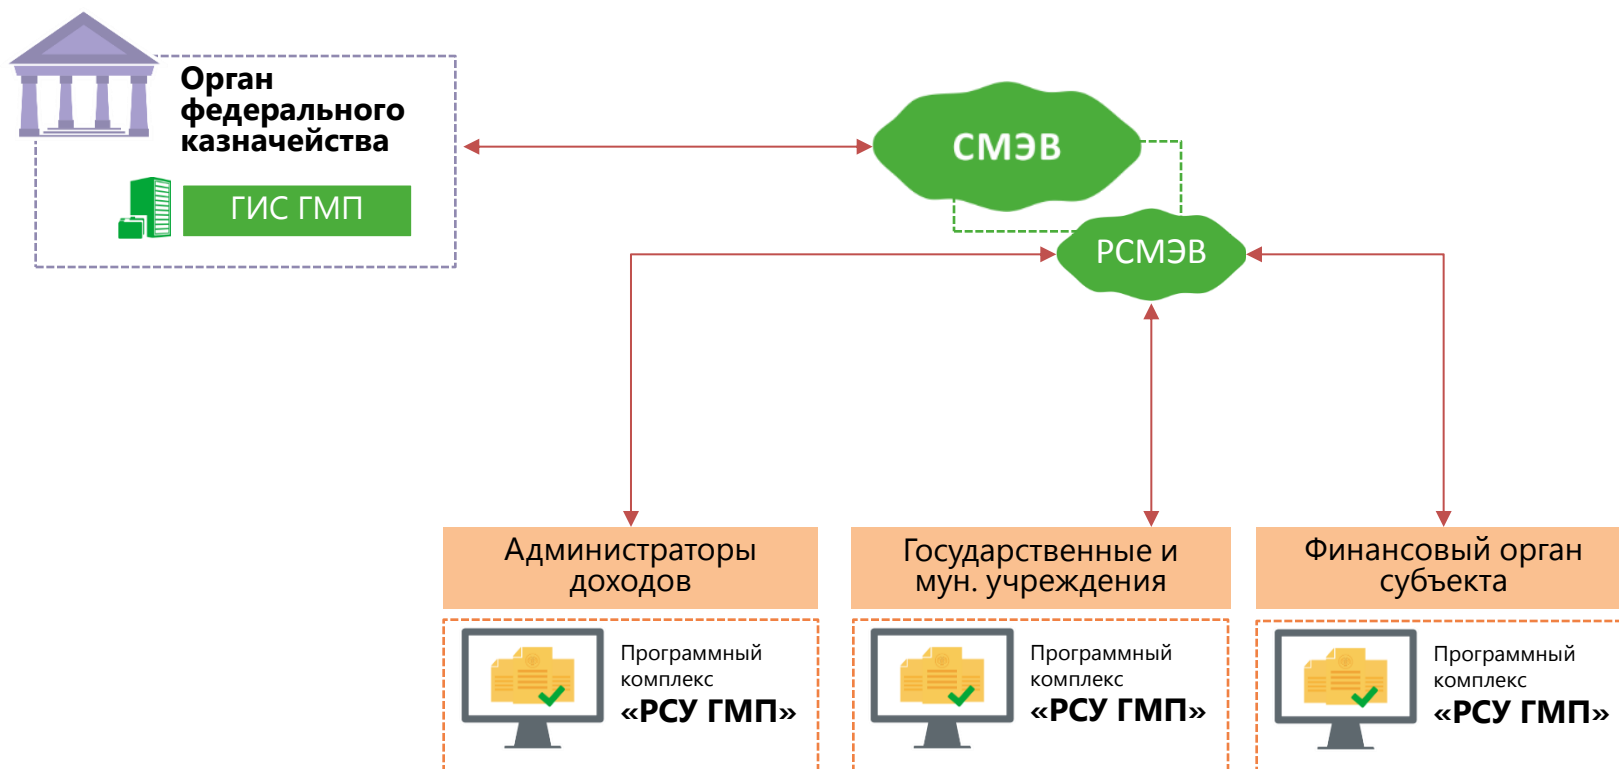 Орган
федерального
казначейства
ГИС ГМП
СМЭВ
РСМЭВ
Администраторы
доходов
Государственные и
мун. учреждения
Финансовый орган
субъекта
Программный
комплекс
«РСУ ГМП»
Программный
комплекс
«РСУ ГМП»
Программный
комплекс
«РСУ ГМП»